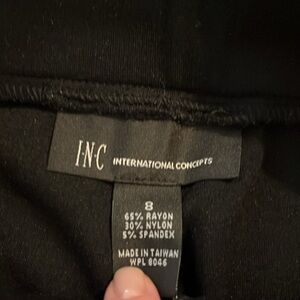 I·N·C INTERNATIONAL CONCEPTS
8
65% RAYON
30% NYLON
5% SPANDEX
MADE IN TAIWAN
WPL 8046